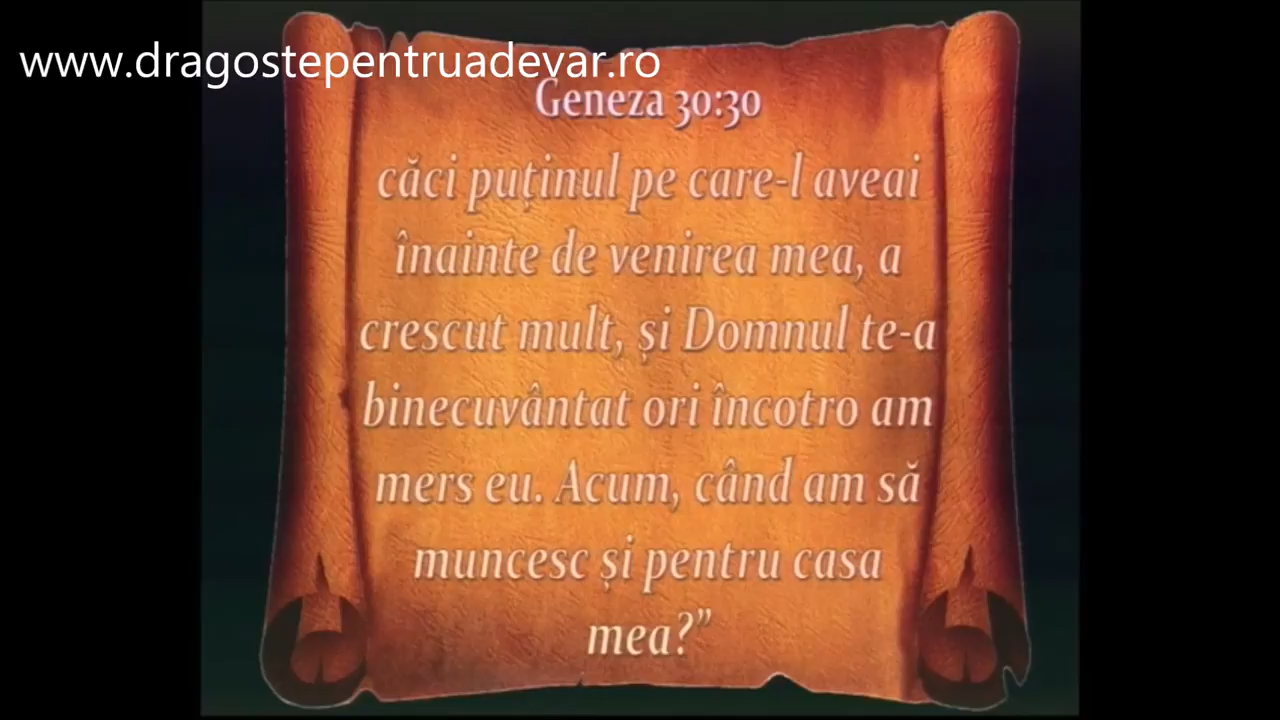 www.dragostepentruadevar.ro
Geneza 30:30
căci puținul pe care-l aveai
înainte de venirea mea, a
crescut mult, și Domnul te-a
binecuvântat ori încotro am
mers eu. Acum, când am să
muncesc și pentru casa
mea?”